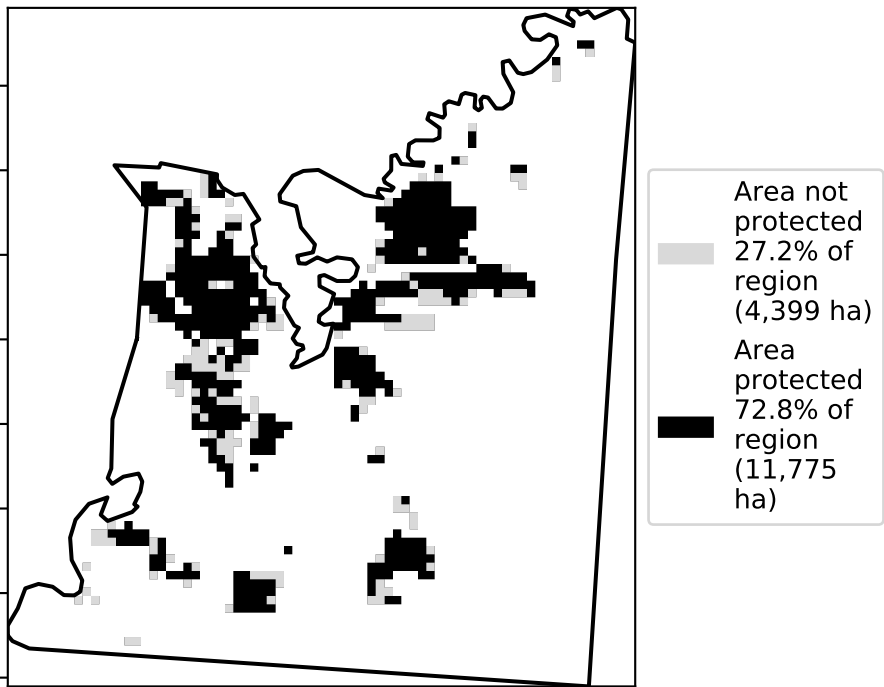 Area not
protected
27.2% of
region
(4,399 ha)
Area
protected
72.8% of
region
(11,775
ha)